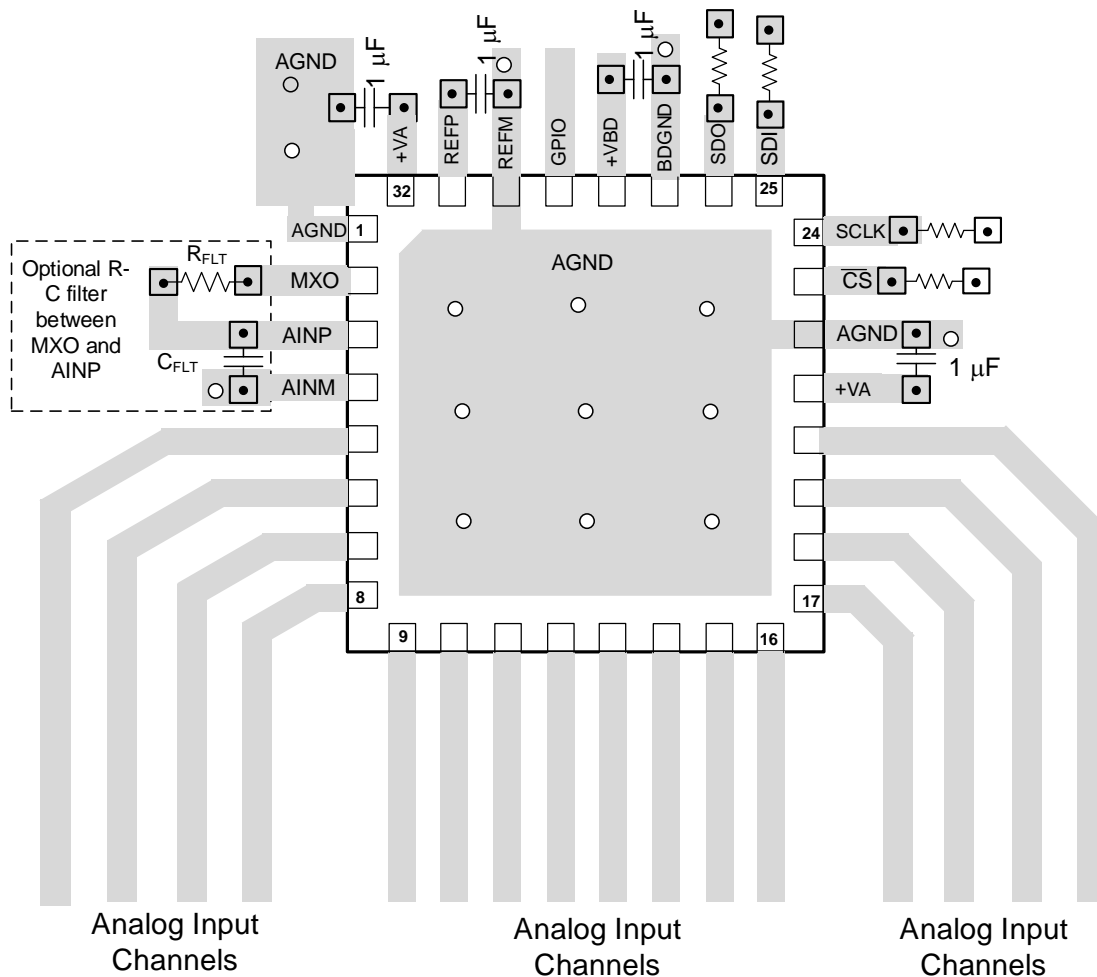 AGND
1 μF
1 μF
1 μF
+VA
REFP
REFM
GPIO
+VBD
BDGND
SDO
SDI
32
25
AGND
1
24
SCLK
Optional R-
C filter
between
MXO and
AINP
RFLT
MXO
CS
AGND
AINP
AGND
CFLT
AINM
+VA
1 μF
8
17
9
16
Analog Input
Channels
Analog Input
Channels
Analog Input
Channels